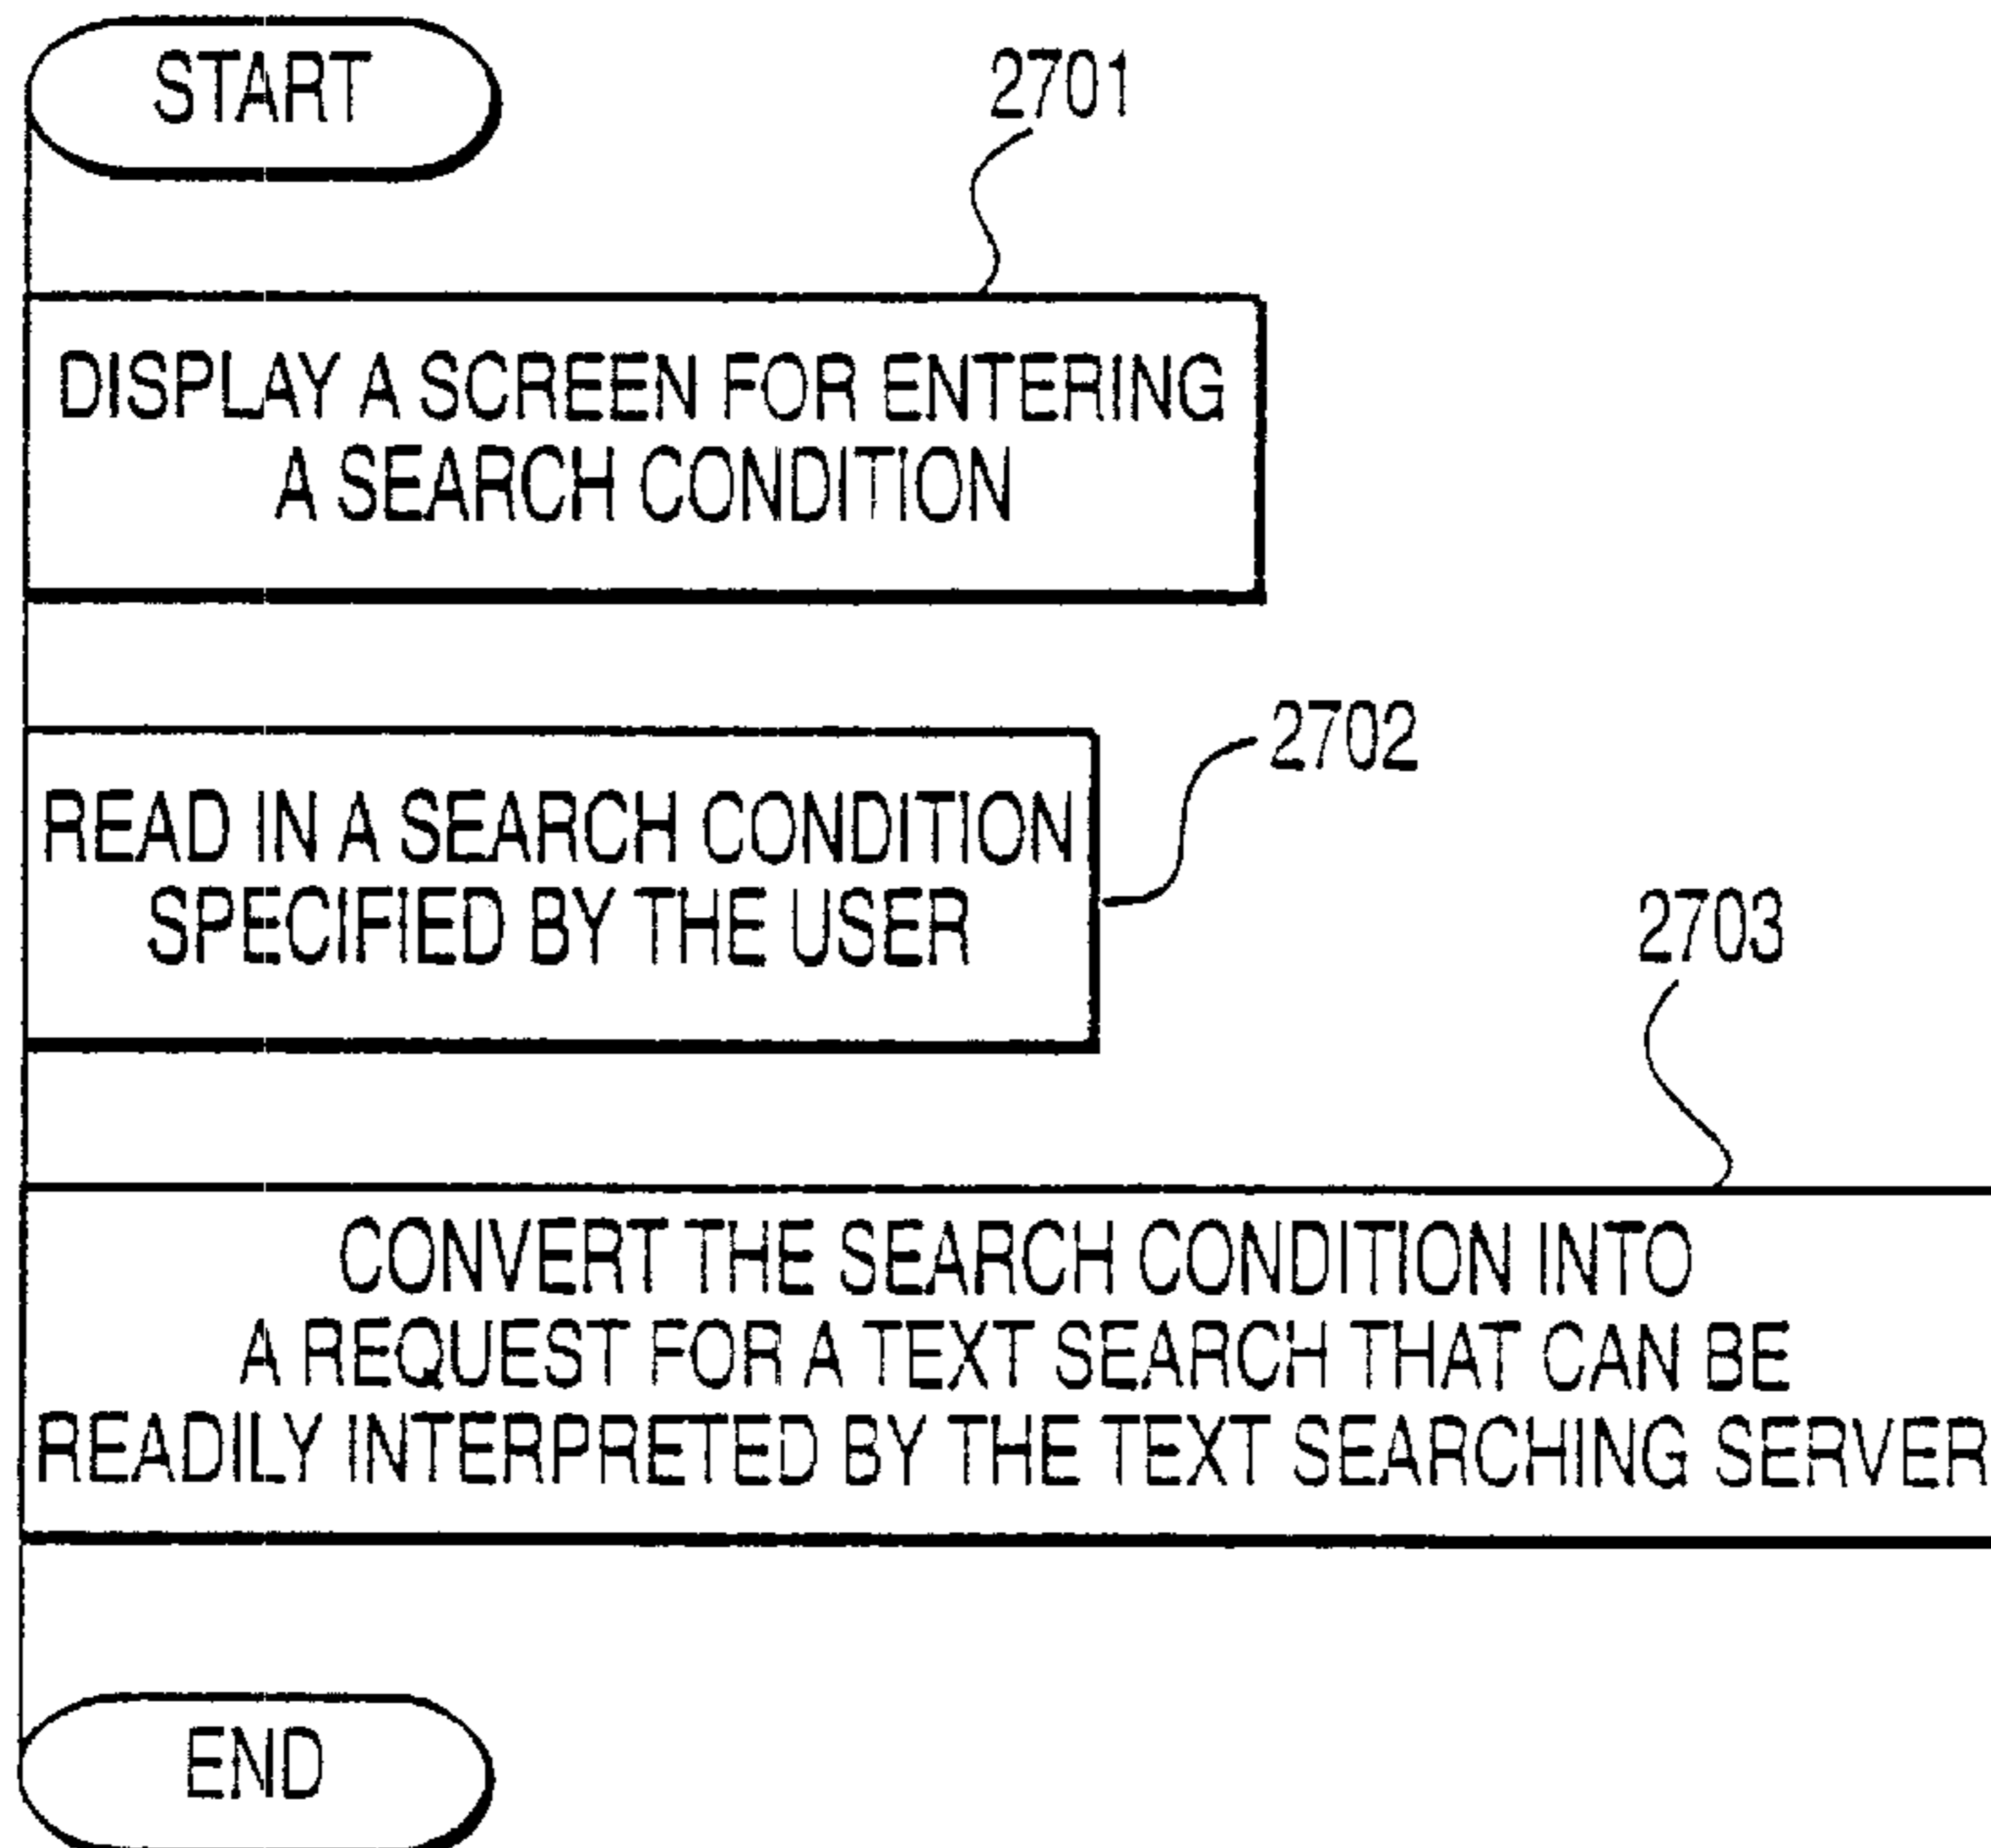 START
2701
DISPLAY A SCREEN FOR ENTERING
A SEARCH CONDITION
2702
READ IN A SEARCH CONDITION
SPECIFIED BY THE USER
2703
CONVERT THE SEARCH CONDITION INTO
A REQUEST FOR A TEXT SEARCH THAT CAN BE
READILY INTERPRETED BY THE TEXT SEARCHING SERVER
END